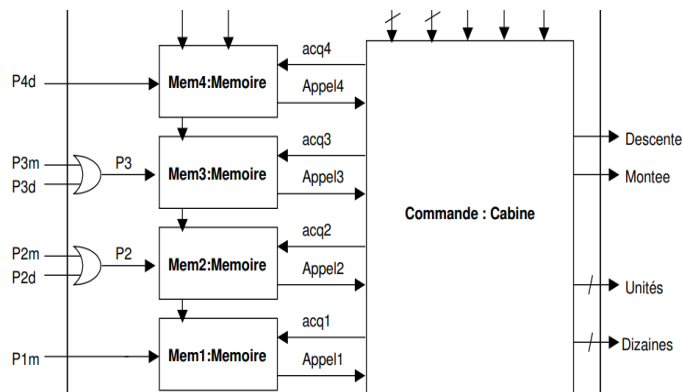 acq4
P4d
Mem4:Memoire
Appel4
acq3
Descente
P3m
P3
P3d
Mem3:Memoire
Appel3
Montee
Commande : Cabine
acq2
P2m
P2
P2d
Mem2:Memoire
Appel2
Unités
acq1
Dizaines
P1m
Mem1:Memoire
Appel1